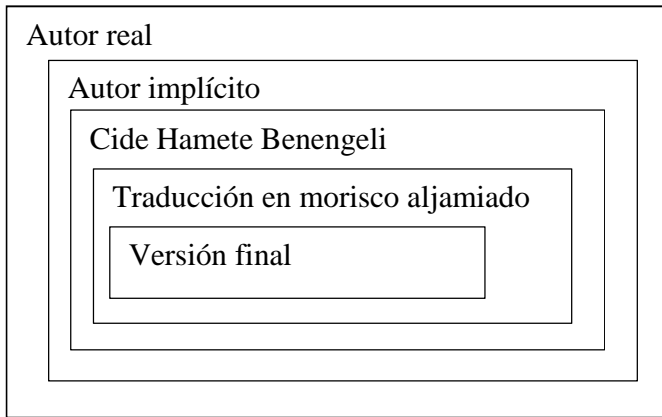 Autor real
Autor implícito
Cide Hamete Benengeli
Traducción en morisco aljamiado
Versión final